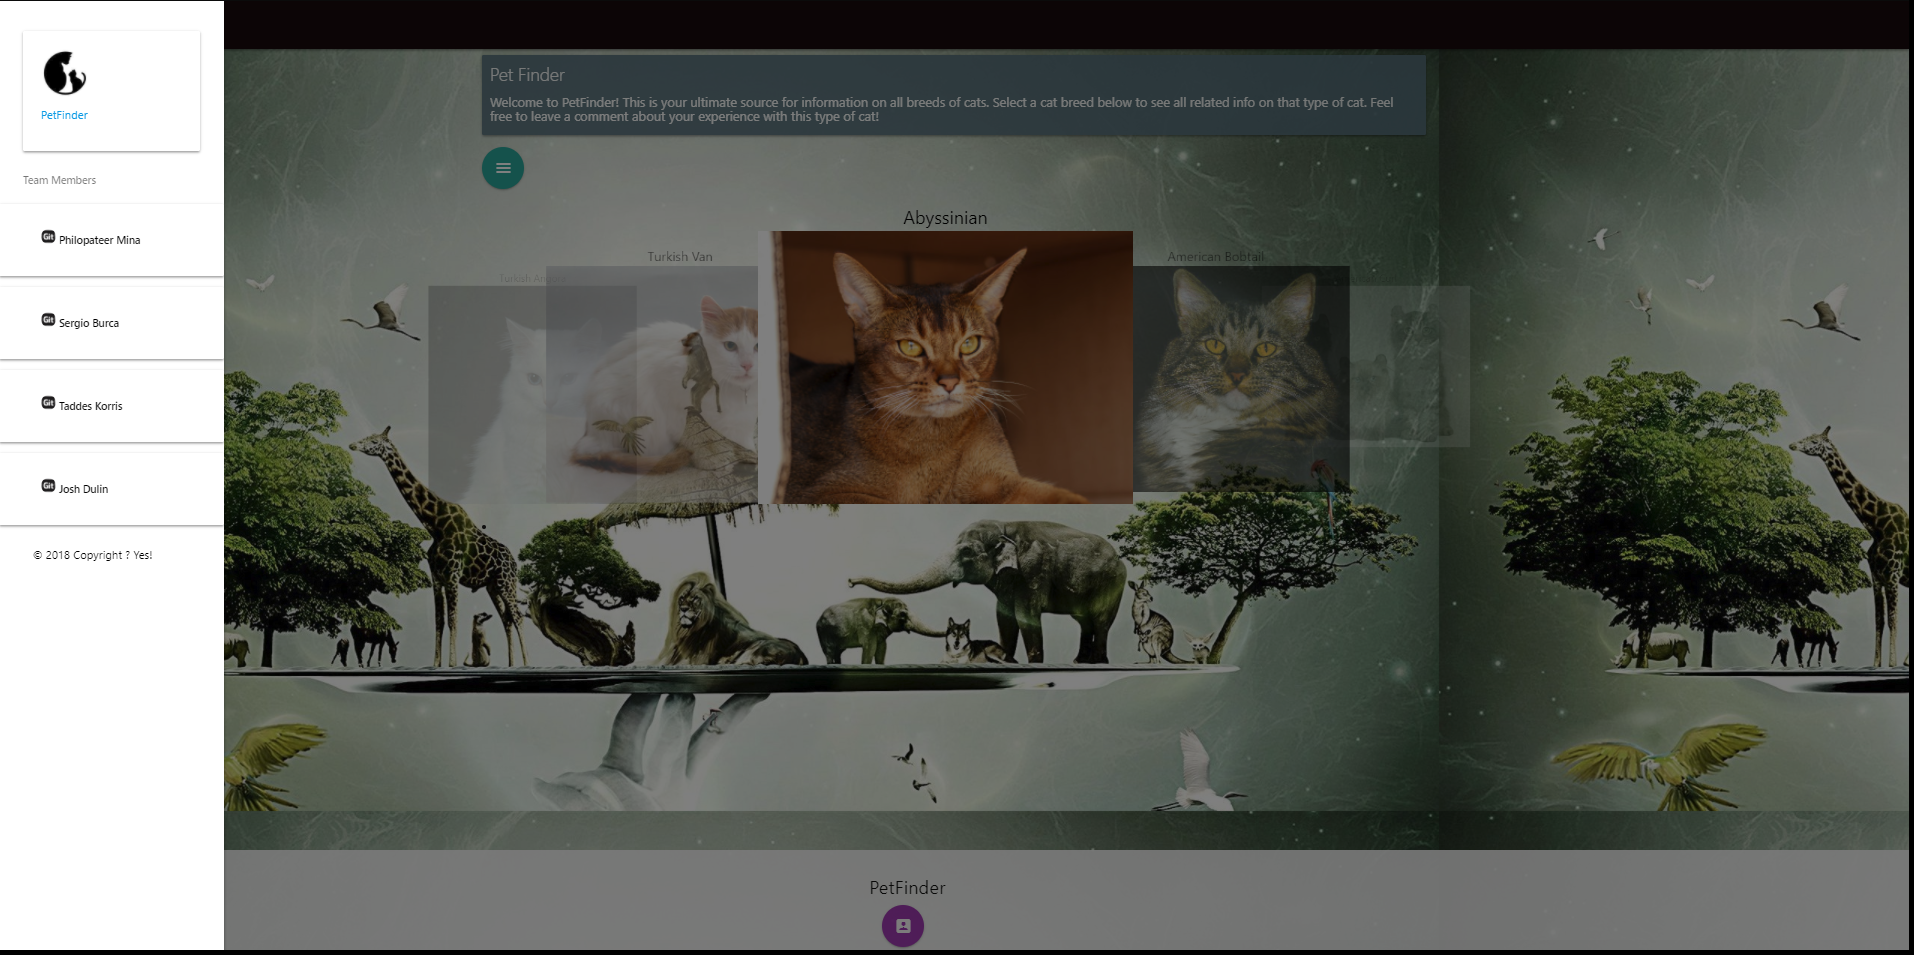 PetFinder
Team Members
Git Philopateer Mina
Git Sergio Burca
Git Taddes Korris
Git Josh Dulin
© 2018 Copyright ? Yes!
Pet Finder
Welcome to PetFinder! This is your ultimate source for information on all breeds of cats. Select a cat breed below to see all related info on that type of cat. Feel
free to leave a comment about your experience with this type of cat!
Abyssinian
Turkish Van
American Bobtail
Turkish
PetFinder